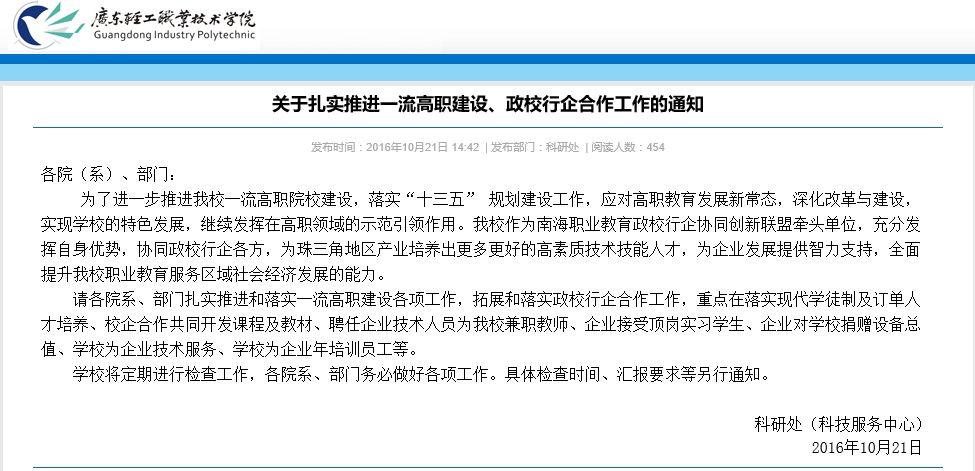 廣东轻工職業技术学院
Guangdong Industry Polytechnic
关于扎实推进一流高职建设、政校行企合作工作的通知
发布时间：2016年10月21日 14:42 | 发布部门：科研处 | 阅读人数：454
各院（系）、部门：
为了进一步推进我校一流高职院校建设，落实“十三五” 规划建设工作，应对高职教育发展新常态，深化改革与建设，
实现学校的特色发展，继续发挥在高职领域的示范引领作用。我校作为南海职业教育政校行企协同创新联盟牵头单位，充分发
挥自身优势，协同政校行企各方，为珠三角地区产业培养出更多更好的高素质技术技能人才，为企业发展提供智力支持，全面
提升我校职业教育服务区域社会经济发展的能力。
请各院系、部门扎实推进和落实一流高职建设各项工作，拓展和落实政校行企合作工作，重点在落实现代学徒制及订单人
才培养、校企合作共同开发课程及教材、聘任企业技术人员为我校兼职教师、企业接受顶岗实习学生、企业对学校捐赠设备总
值、学校为企业技术服务、学校为企业年培训员工等。
学校将定期进行检查工作，各院系、部门务必做好各项工作。具体检查时间、汇报要求等另行通知。
科研处（科技服务中心）
2016年10月21日